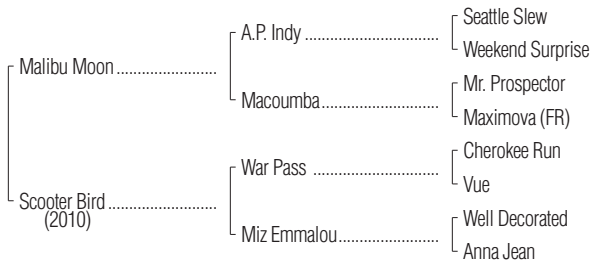 Seattle Slew
A.P. Indy ........................
Weekend Surprise
Malibu Moon ......................
Mr. Prospector
Macoumba.........................
Maximova (FR)
Cherokee Run
War Pass .........................
Vue
Scooter Bird ........................
(2010)
Well Decorated
Miz Emmalou......................
Anna Jean